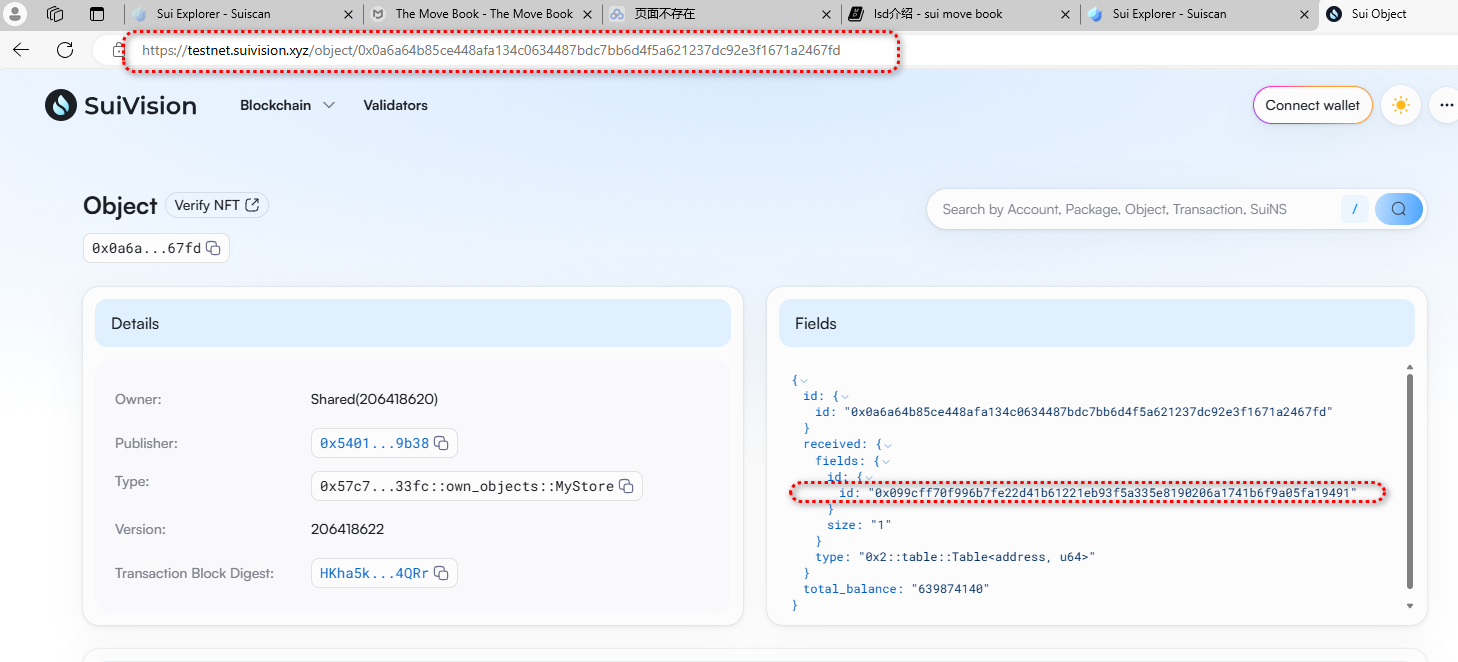 Sui Explorer - Suiscan
The Move Book - The Move Book
页面不存在
lsd介绍 - sui move book
Sui Explorer - Suiscan
Sui Object
https://testnet.suivision.xyz/object/0x0a6a64b85ce448afa134c0634487bdc7bb6d4f5a621237dc92e3f1671a2467fd
SuiVision
Blockchain
Validators
Connect wallet
Object
Verify NFT
Search by Account, Package, Object, Transaction, SuiNS
/
0x0a6a...67fd
Details
Owner:
Shared(206418620)
Publisher:
0x5401...9b38
Type:
0x57c7...33fc::own_objects::MyStore
Version:
206418622
Transaction Block Digest:
HKha5k...4QRr
Fields
{
id: {
id: "0x0a6a64b85ce448afa134c0634487bdc7bb6d4f5a621237dc92e3f1671a2467fd"
}
received: {
fields: {
id: {
id: "0x099cff70f996b7fe22d41b61221eb93f5a335e8190206a1741b6f9a05fa19491"
}
size: "1"
}
type: "0x2::table::Table<address, u64>"
}
total_balance: "639874140"
}